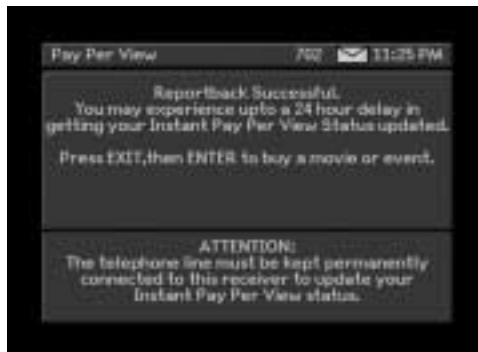 Pay Per View 702 11:25 PM
Reportback Successful.
You may experience upto a 24 hour delay in
getting your Instant Pay Per View Status updated.
Press EXIT,then ENTER to buy a movie or event.
ATTENTION:
The telephone line must be kept permanently
connected to this receiver to update your
Instant Pay Per View status.